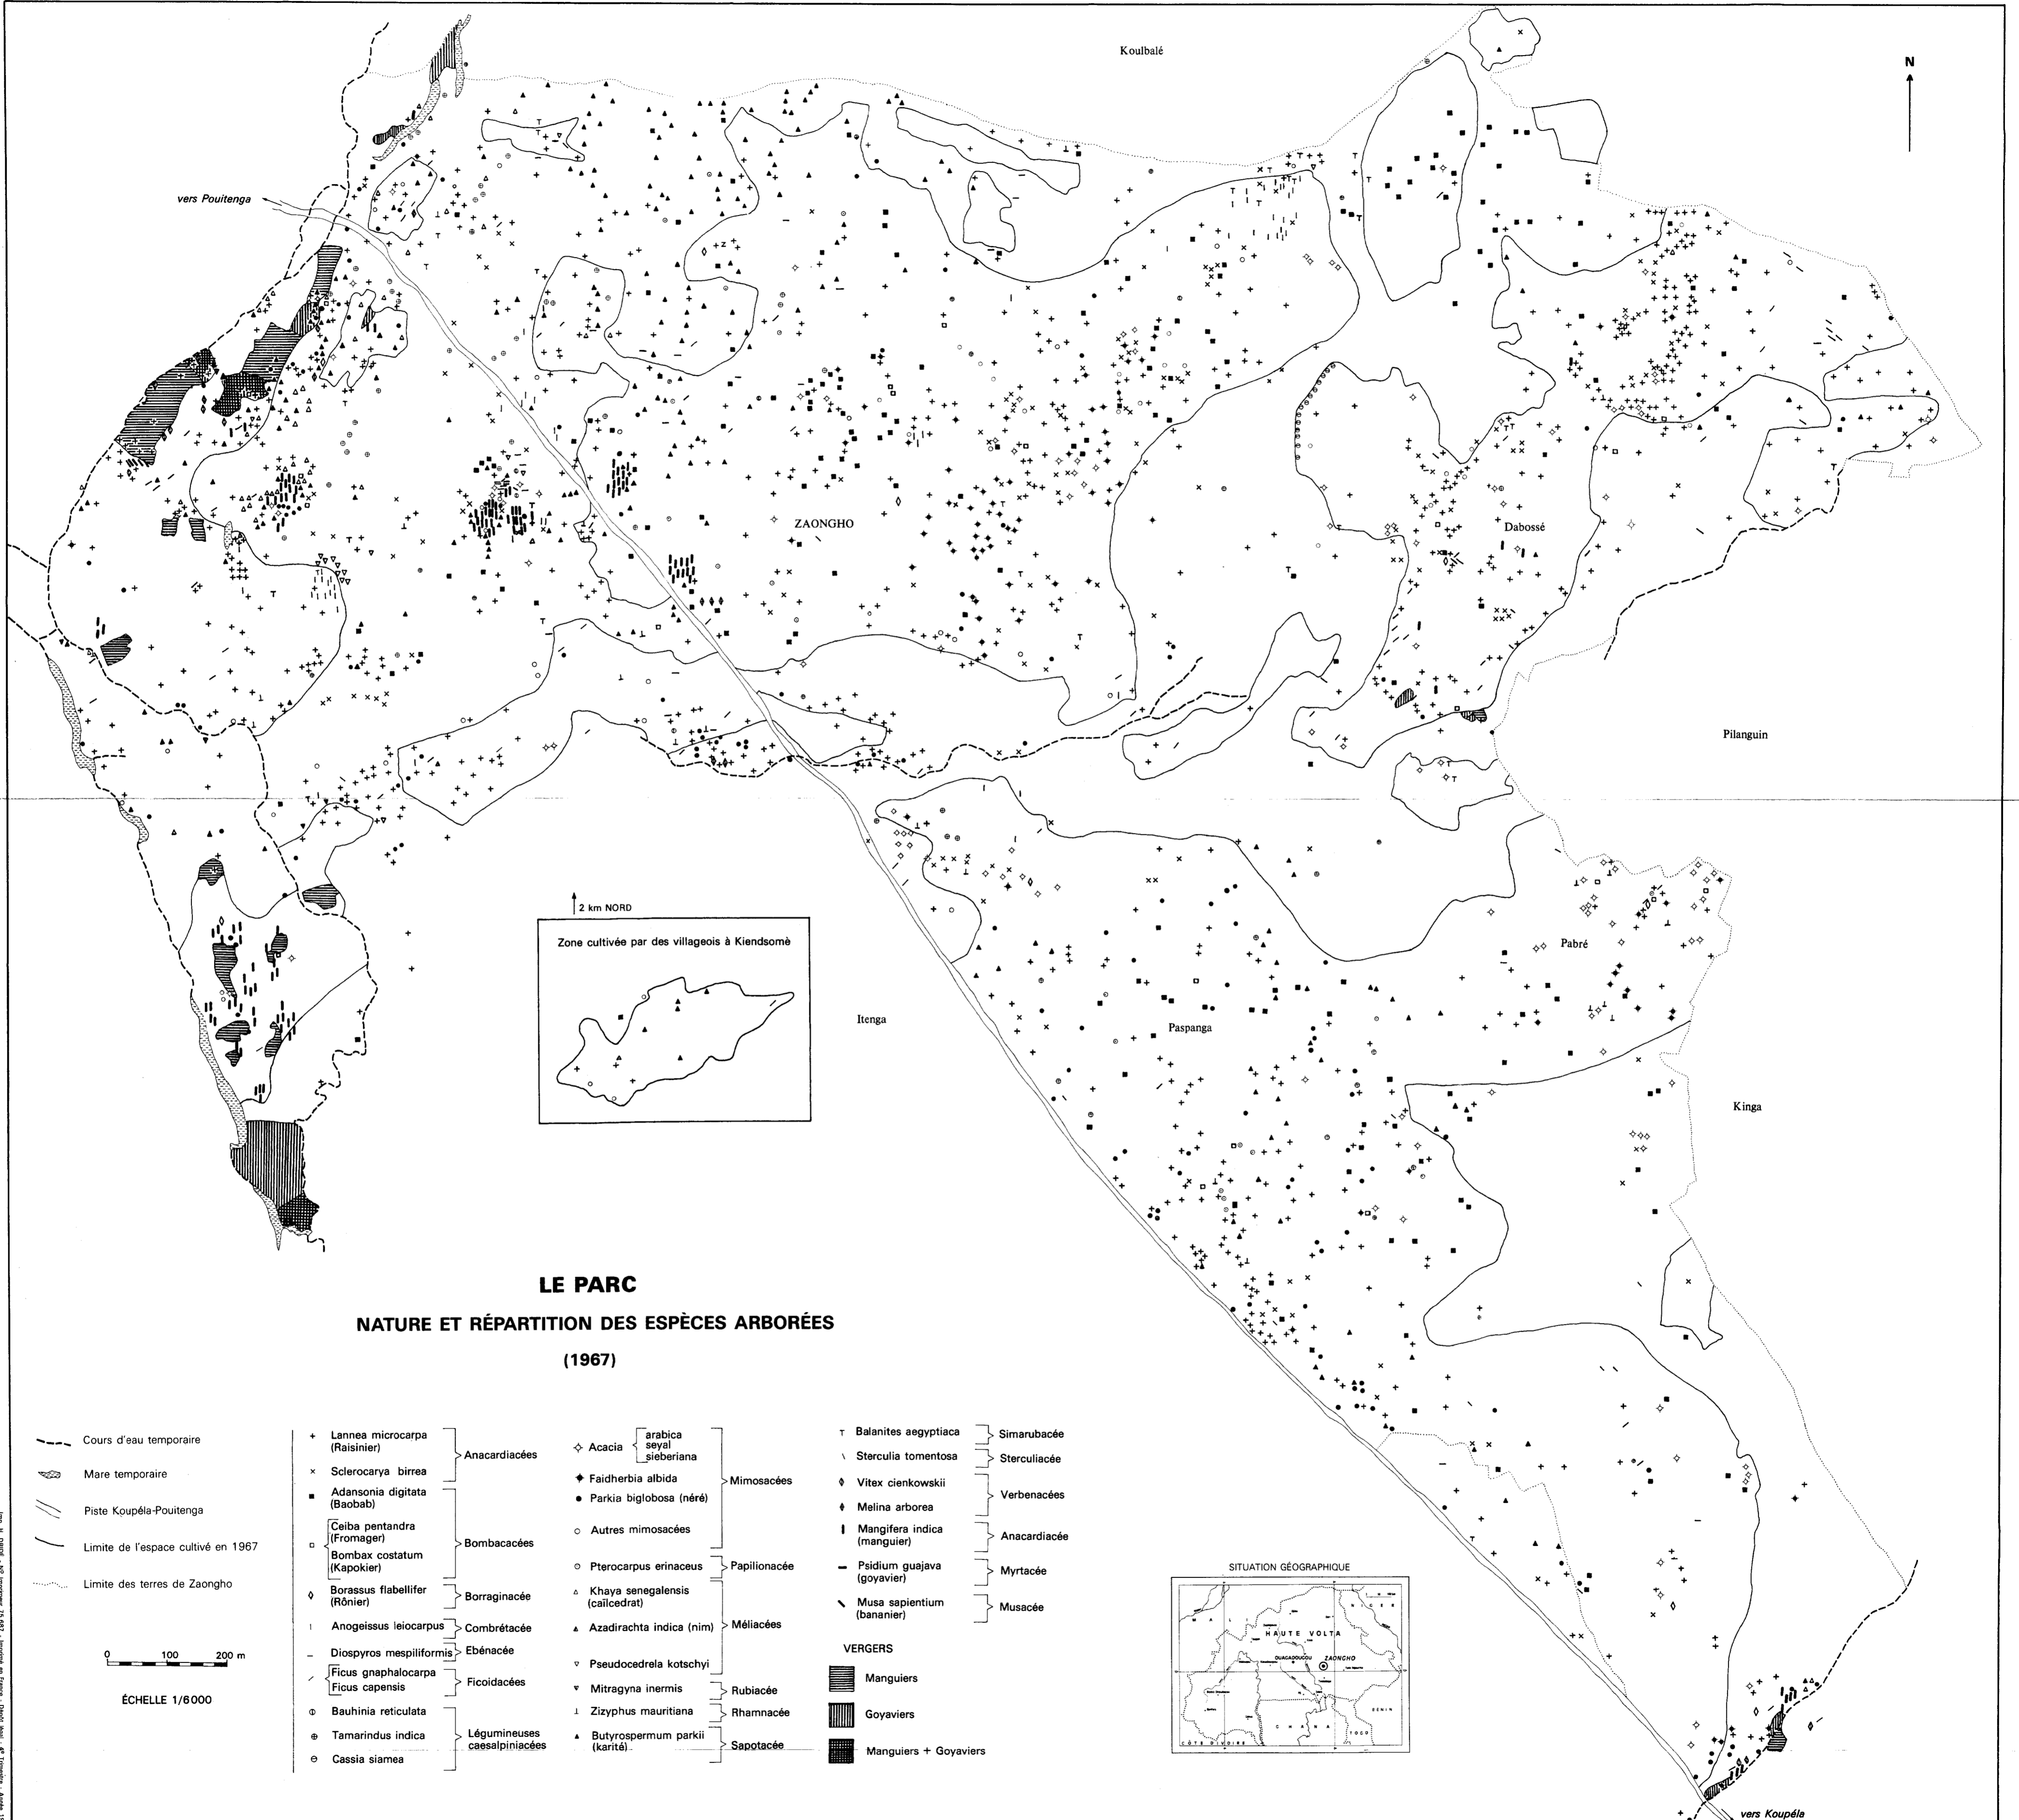 Koulbalé
N
vers Pouitenga
ZAONGHO
Dabossé
Pilanguin
2 km NORD
Zone cultivée par des villageois à Kiendsomè
Pabré
Itenga
Paspanga
Kinga
LE PARC
NATURE ET RÉPARTITION DES ESPÈCES ARBORÉES
(1967)
Cours d'eau temporaire
Mare temporaire
Piste Koupéla-Pouitenga
Limite de l'espace cultivé en 1967
Limite des terres de Zaongho
0 100 200 m
ÉCHELLE 1/6000
Lannea microcarpa
(Raisinier)
Sclerocarya birrea
Anacardiacées
Adansonia digitata
(Baobab)
Ceiba pentandra
(Fromager)
Bombax costatum
(Kapokier)
Bombacacées
Borassus flabellifer
(Rônier)
Borraginacée
Anogeissus leiocarpus
Combrétacée
Diospyros mespiliformis
Ebénacée
Ficus gnaphalocarpa
Ficus capensis
Ficoidacées
Bauhinia reticulata
Tamarindus indica
Cassia siamea
Légumineuses
caesalpiniacées
Acacia
arabica
seyal
sieberiana
Faidherbia albida
Parkia biglobosa (néré)
Autres mimosacées
Mimosacées
Pterocarpus erinaceus
Papilionacée
Khaya senegalensis
(caïlcedrat)
Azadirachta indica (nim)
Pseudocedrela kotschyi
Méliacées
Mitragyna inermis
Rubiacée
Zizyphus mauritiana
Rhamnacée
Butyrospermum parkii
(karité)
Sapotacée
Balanites aegyptiaca
Simarubacée
Sterculia tomentosa
Sterculiacée
Vitex cienkowskii
Melina arborea
Verbenacées
Mangifera indica
(manguier)
Anacardiacée
Psidium guajava
(goyavier)
Myrtacée
Musa sapientium
(bananier)
Musacée
VERGERS
Manguiers
Goyaviers
Manguiers + Goyaviers
SITUATION GÉOGRAPHIQUE
MALI
NIGER
HAUTE VOLTA
OUAGADOUGOU
ZAONGHO
BENIN
GHANA
TOGO
CÔTE D'IVOIRE
vers Koupéla